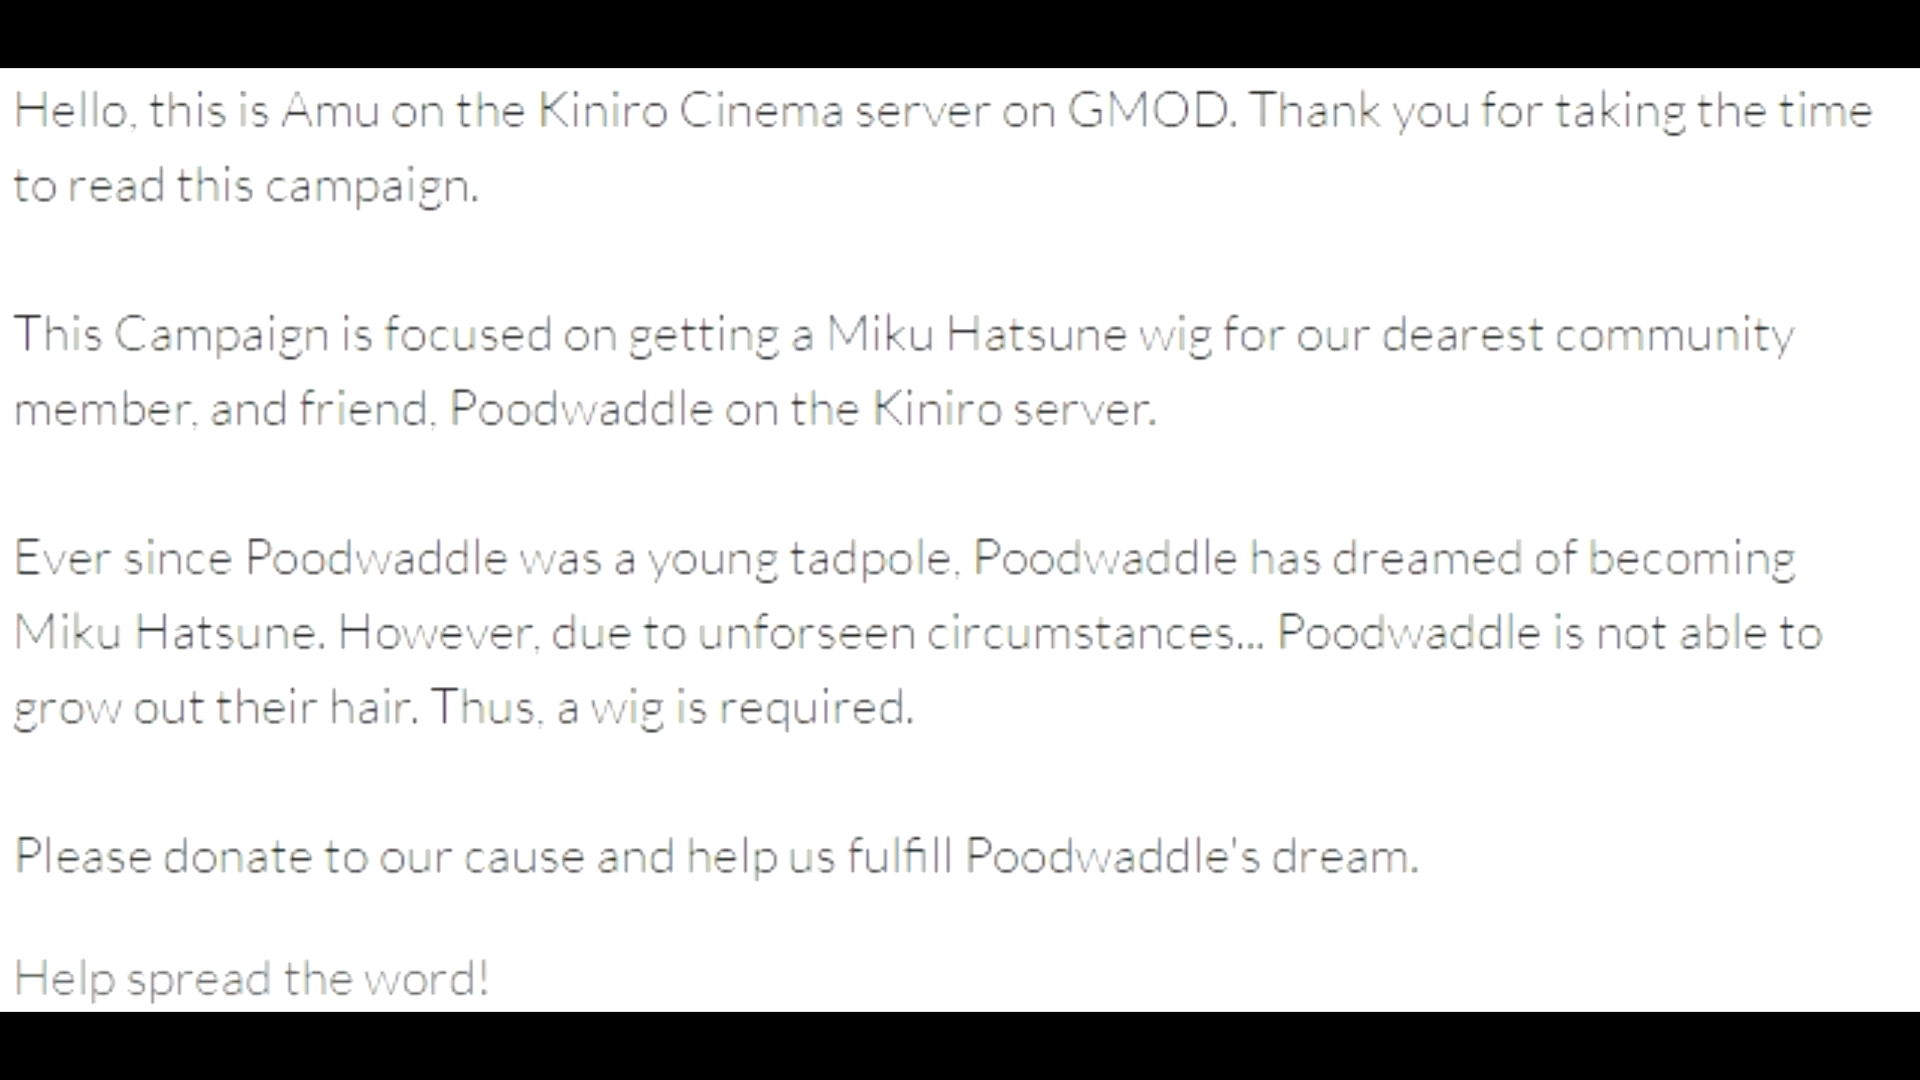 Hello, this is Amu on the Kiniro Cinema server on GMOD. Thank you for taking the time
to read this campaign.
This Campaign is focused on getting a Miku Hatsune wig for our dearest community
member, and friend, Poodwaddle on the Kiniro server.
Ever since Poodwaddle was a young tadpole, Poodwaddle has dreamed of becoming
Miku Hatsune. However, due to unforseen circumstances... Poodwaddle is not able to
grow out their hair. Thus, a wig is required.
Please donate to our cause and help us fulfill Poodwaddle's dream.
Help spread the word!